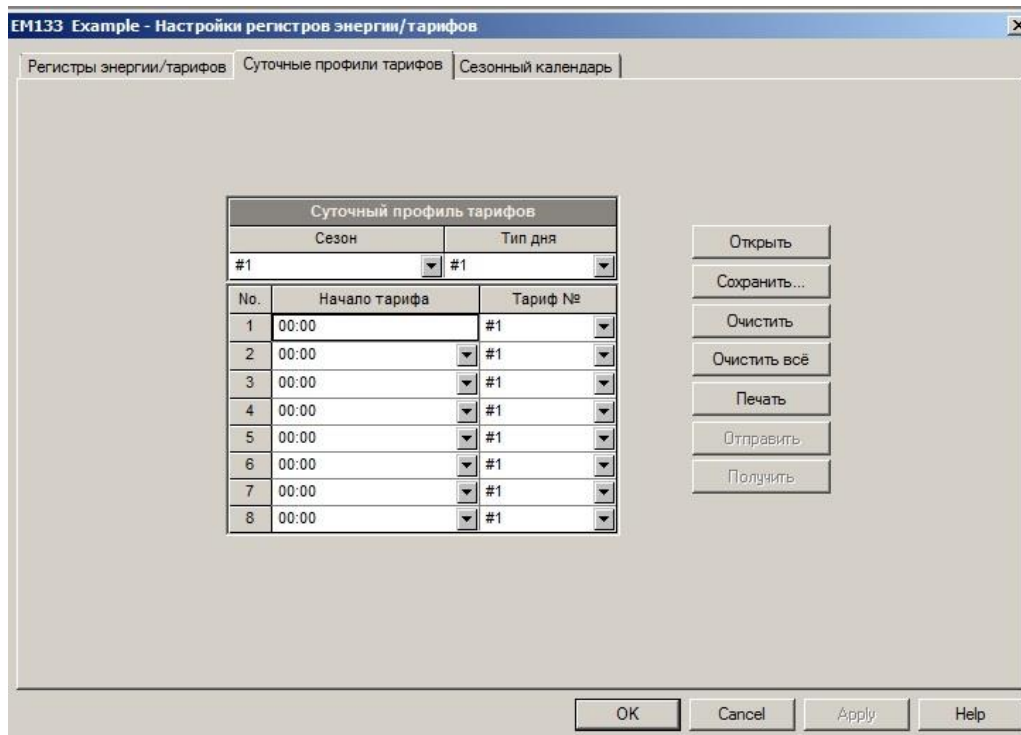 EM133 Example - Настройки регистров энергии/тарифов
Регистры энергии/тарифов Суточные профили тарифов Сезонный календарь
Суточный профиль тарифов
Сезон Тип дня
#1 #1
No. Начало тарифа Тариф №
1 00:00 #1
2 00:00 #1
3 00:00 #1
4 00:00 #1
5 00:00 #1
6 00:00 #1
7 00:00 #1
8 00:00 #1
Открыть
Сохранить...
Очистить
Очистить всё
Печать
Отправить
Получить
OK Cancel Apply Help